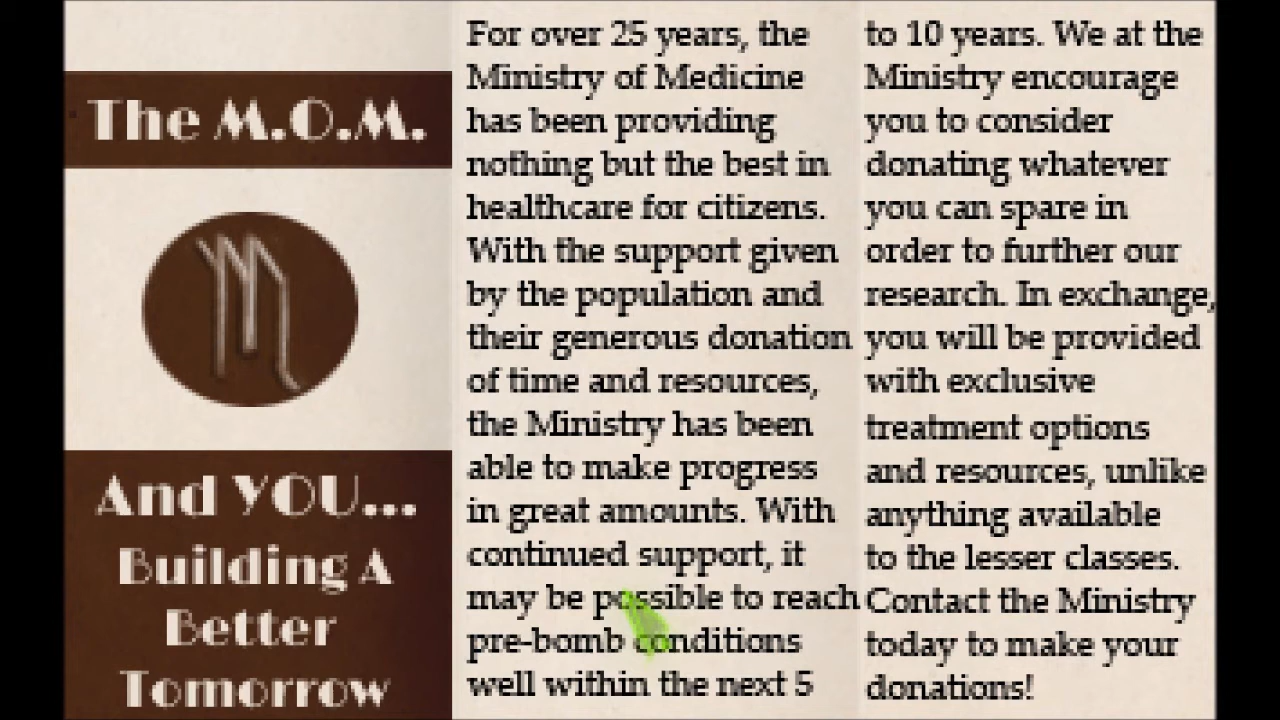 The M.O.M.
And YOU...
Building A
Better
Tomorrow
For over 25 years, the
Ministry of Medicine
has been providing
nothing but the best in
healthcare for citizens.
With the support given
by the population and
their generous donation
of time and resources,
the Ministry has been
able to make progress
in great amounts. With
continued support, it
may be possible to reach
pre-bomb conditions
well within the next 5
to 10 years. We at the
Ministry encourage
you to consider
donating whatever
you can spare in
order to further our
research. In exchange,
you will be provided
with exclusive
treatment options
and resources, unlike
anything available
to the lesser classes.
Contact the Ministry
today to make your
donations!